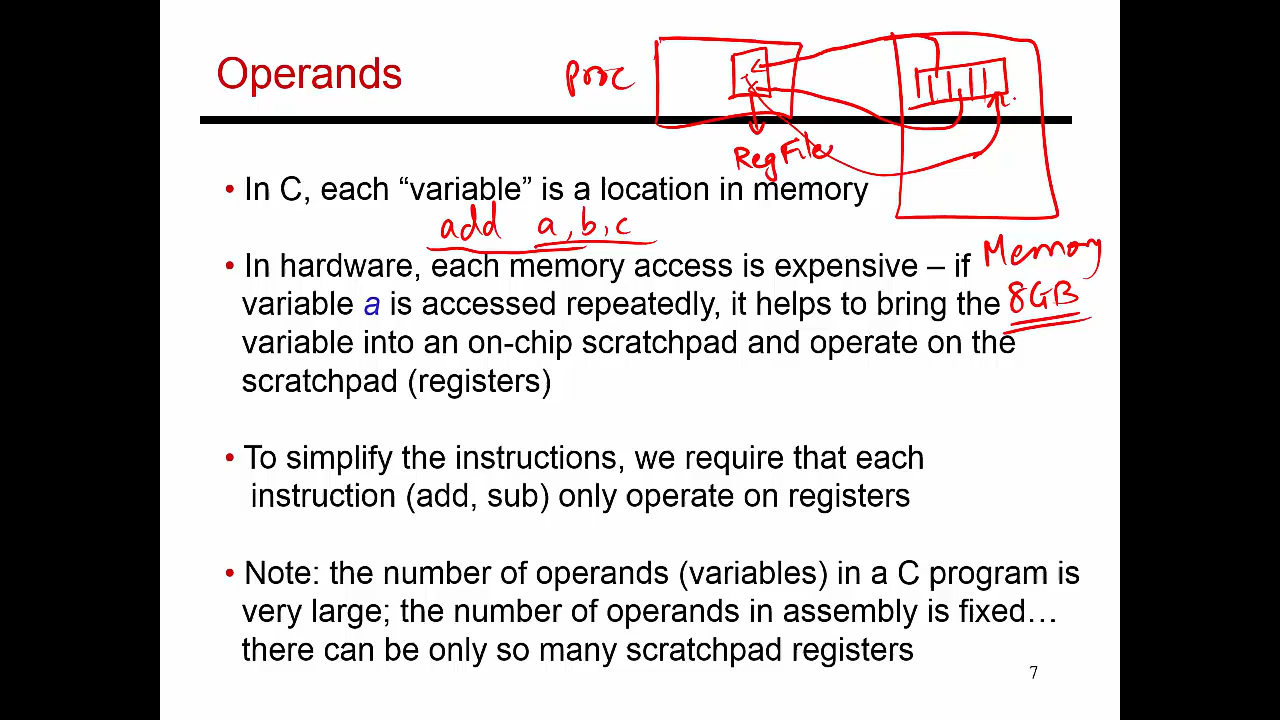 Operands
Proc
Reg File
• In C, each “variable” is a location in memory
add a, b, c
Memory
8GB
• In hardware, each memory access is expensive – if
variable a is accessed repeatedly, it helps to bring the
variable into an on-chip scratchpad and operate on the
scratchpad (registers)
• To simplify the instructions, we require that each
instruction (add, sub) only operate on registers
• Note: the number of operands (variables) in a C program is
very large; the number of operands in assembly is fixed…
there can be only so many scratchpad registers
7